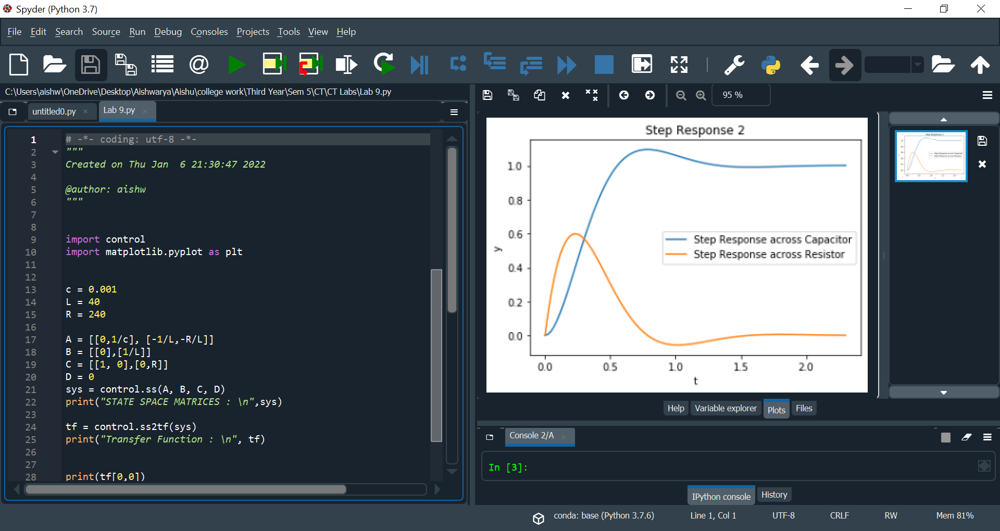 Spyder (Python 3.7)
File Edit Search Source Run Debug Consoles Projects Tools View Help
C:\Users\aishw\OneDrive\Desktop\Aishwarya\Aishu\college work\Third Year\Sem 5\CT\CT Labs\Lab 9.py
untitled0.py
Lab 9.py
1 # -*- coding: utf-8 -*-
2 """
3 Created on Thu Jan  6 21:30:47 2022
4
5 @author: aishw
6 """
7
8
9 import control
10 import matplotlib.pyplot as plt
11
12
13 c = 0.001
14 L = 40
15 R = 240
16
17 A = [[0,1/c], [-1/L,-R/L]]
18 B = [[0],[1/L]]
19 C = [[1, 0],[0,R]]
20 D = 0
21 sys = control.ss(A, B, C, D)
22 print("STATE SPACE MATRICES : \n",sys)
23
24 tf = control.ss2tf(sys)
25 print("Transfer Function : \n", tf)
26
27
28 print(tf[0,0])
95 %
Step Response 2
1.0
0.8
0.6
0.4
0.2
0.0
y
Step Response across Capacitor
Step Response across Resistor
0.0 0.5 1.0 1.5 2.0
t
Help Variable explorer Plots Files
Console 2/A
In [3]:
IPython console History
conda: base (Python 3.7.6) Line 1, Col 1 UTF-8 CRLF RW Mem 81%